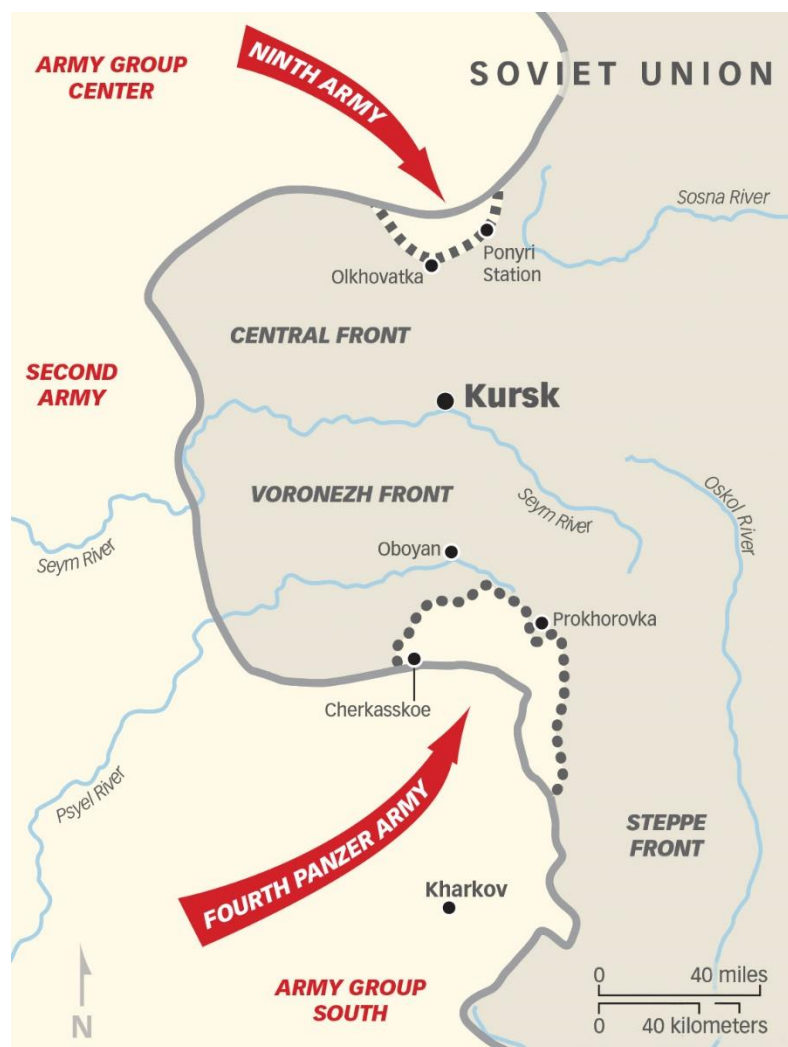 ARMY GROUP
CENTER
NINTH ARMY
SOVIET UNION
Sosna River
Ponyri
Station
Olkhovatka
CENTRAL FRONT
SECOND
ARMY
Kursk
VORONEZH FRONT
Oskol River
Seym River
Seym River
Oboyan
Prokhorovka
Cherkasskoe
Psyel River
FOURTH PANZER ARMY
STEPPE
FRONT
Kharkov
ARMY GROUP
SOUTH
N
0 40 miles
0 40 kilometers